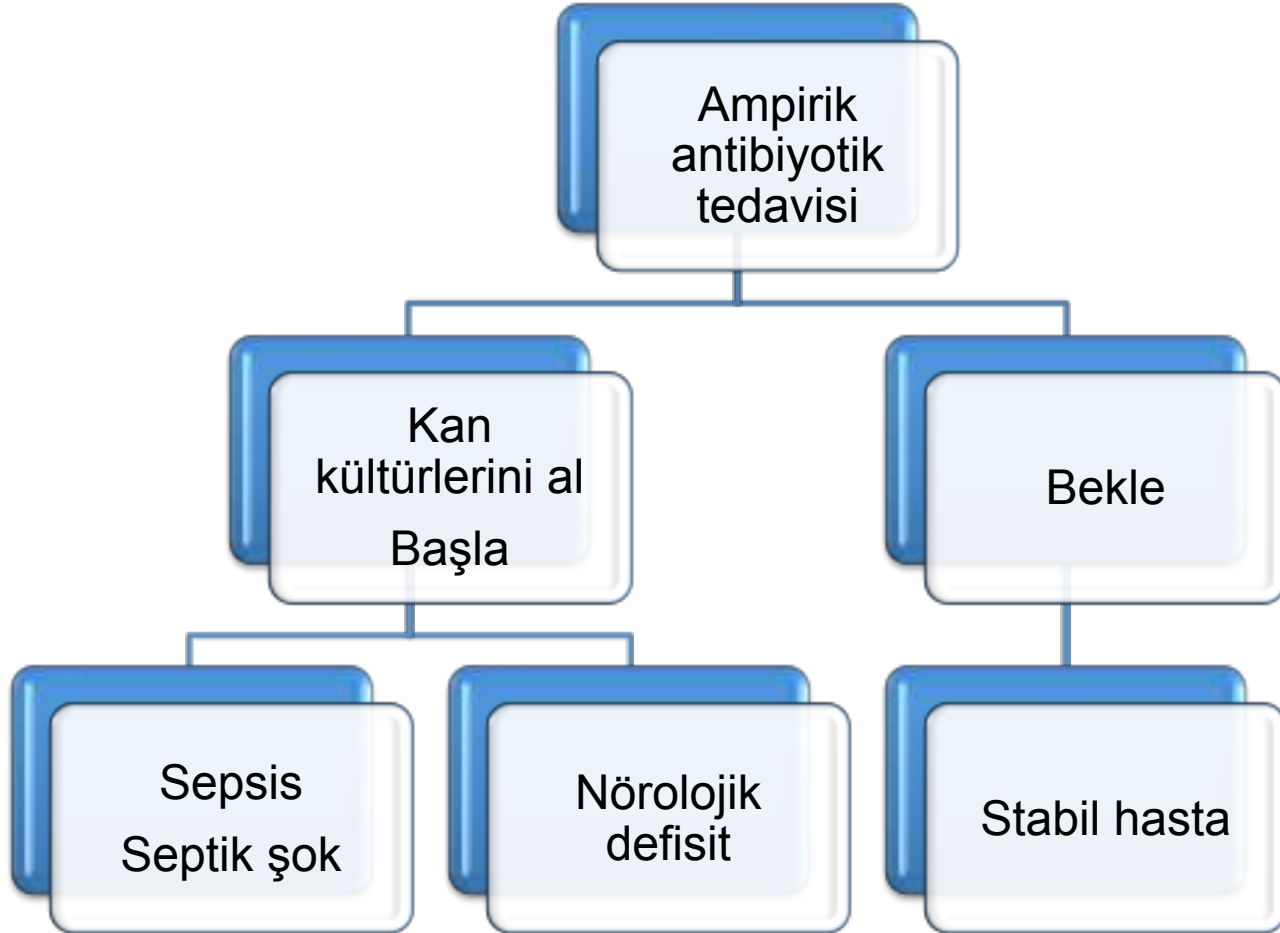 Ampirik
antibiyotik
tedavisi
Kan
kültürlerini al
Başla
Bekle
Sepsis
Septik şok
Nörolojik
defisit
Stabil hasta